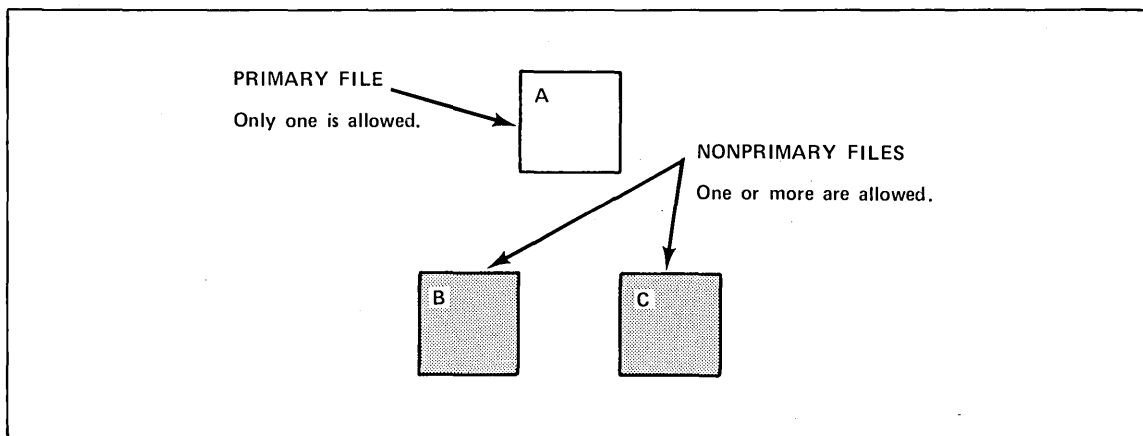 PRIMARY FILE
Only one is allowed.
A
NONPRIMARY FILES
One or more are allowed.
B
C